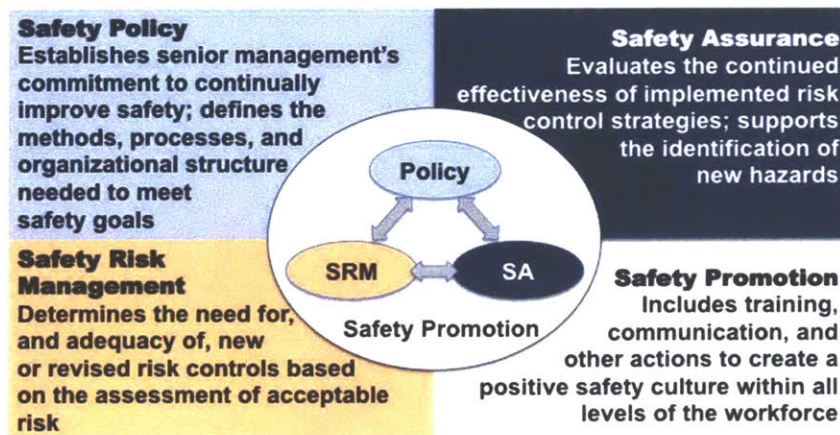 Safety Policy
Establishes senior management's
commitment to continually
improve safety; defines the
methods, processes, and
organizational structure
needed to meet
safety goals
Safety Assurance
Evaluates the continued
effectiveness of implemented risk
control strategies; supports
the identification of
new hazards
Policy
SRM
SA
Safety Promotion
Safety Risk
Management
Determines the need for,
and adequacy of, new
or revised risk controls based
on the assessment of acceptable
risk
Safety Promotion
Includes training,
communication, and
other actions to create a
positive safety culture within all
levels of the workforce